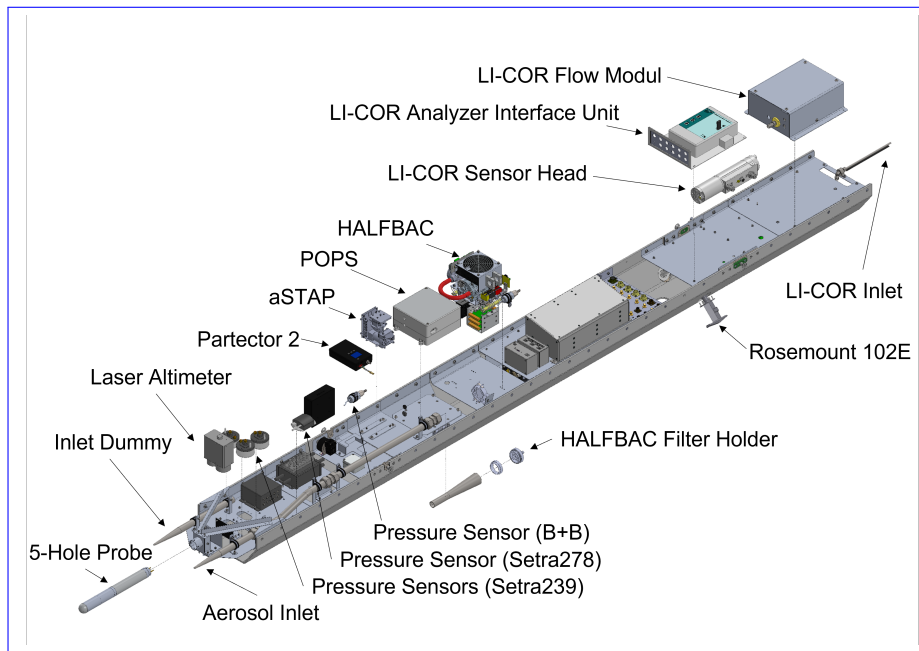 LI-COR Flow Modul
LI-COR Analyzer Interface Unit
LI-COR Sensor Head
HALFBAC
POPS
aSTAP
LI-COR Inlet
Partector 2
Rosemount 102E
Laser Altimeter
Inlet Dummy
HALFBAC Filter Holder
Pressure Sensor (B+B)
5-Hole Probe
Pressure Sensor (Setra278)
Pressure Sensors (Setra239)
Aerosol Inlet